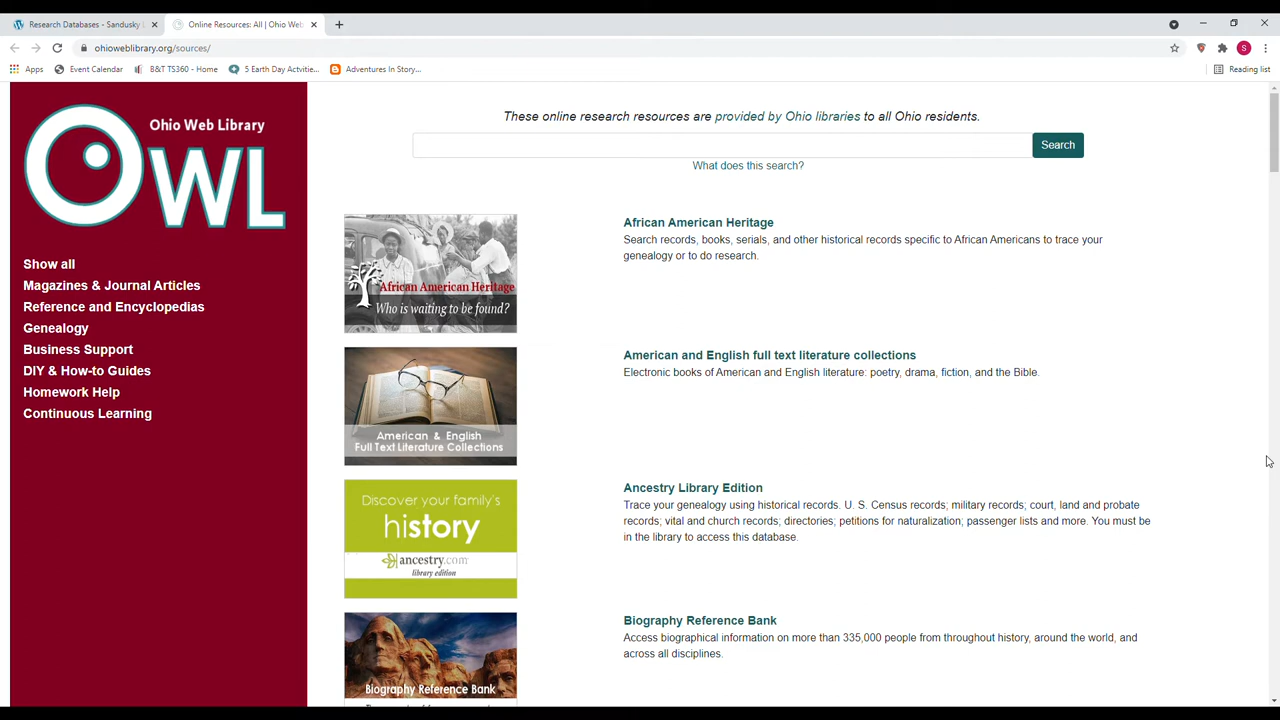 Research Databases - Sandusky
Online Resources: All | Ohio Web
ohioweblibrary.org/sources/
S
Apps
Event Calendar
B&T TS360 - Home
5 Earth Day Actvitie...
Adventures In Story...
Reading list
Ohio Web Library
OWL
Show all
Magazines & Journal Articles
Reference and Encyclopedias
Genealogy
Business Support
DIY & How-to Guides
Homework Help
Continuous Learning
These online research resources are provided by Ohio libraries to all Ohio residents.
Search
What does this search?
African American Heritage
Who is waiting to be found?
African American Heritage
Search records, books, serials, and other historical records specific to African Americans to trace your
genealogy or to do research.
American & English
Full Text Literature Collections
American and English full text literature collections
Electronic books of American and English literature: poetry, drama, fiction, and the Bible.
Discover your family's
history
ancestry.com
library edition
Ancestry Library Edition
Trace your genealogy using historical records. U. S. Census records; military records; court, land and probate
records; vital and church records; directories; petitions for naturalization; passenger lists and more. You must be
in the library to access this database.
Biography Reference Bank
Biography Reference Bank
Access biographical information on more than 335,000 people from throughout history, around the world, and
across all disciplines.